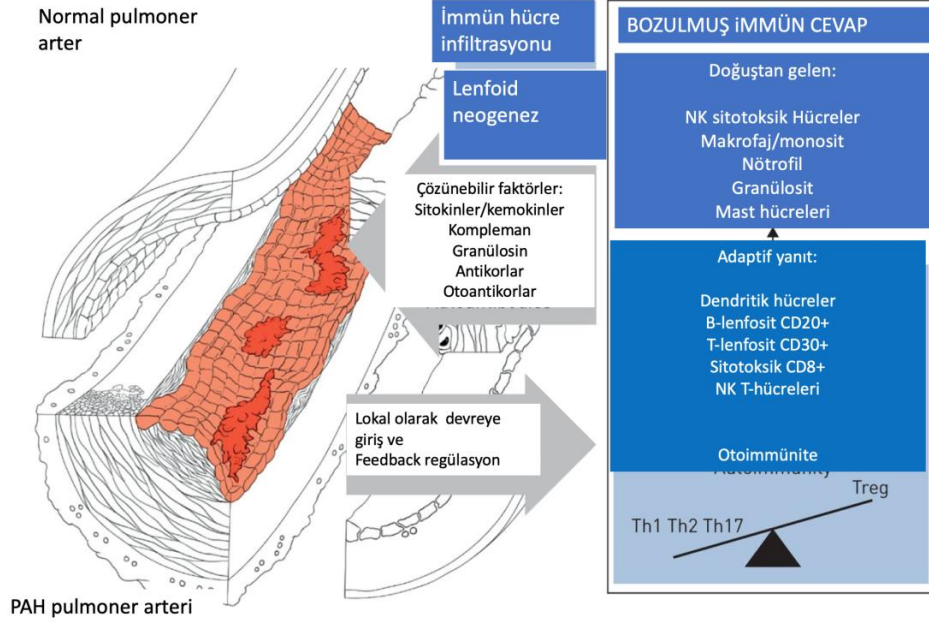 Normal pulmoner
arter
İmmün hücre
infiltrasyonu
Lenfoid
neogenez
Çözünebilir faktörler:
Sitokinler/kemokinler
Kompleman
Granülosin
Antikorlar
Otoantikorlar
Lokal olarak devreye
giriş ve
Feedback regülasyon
PAH pulmoner arteri
BOZULMUŞ iMMÜN CEVAP
Doğuştan gelen:
NK sitotoksik Hücreler
Makrofaj/monosit
Nötrofil
Granülosit
Mast hücreleri
Adaptif yanıt:
Dendritik hücreler
B-lenfosit CD20+
T-lenfosit CD30+
Sitotoksik CD8+
NK T-hücreleri
Otoimmünite
Autoimmunity
Treg
Th1 Th2 Th17